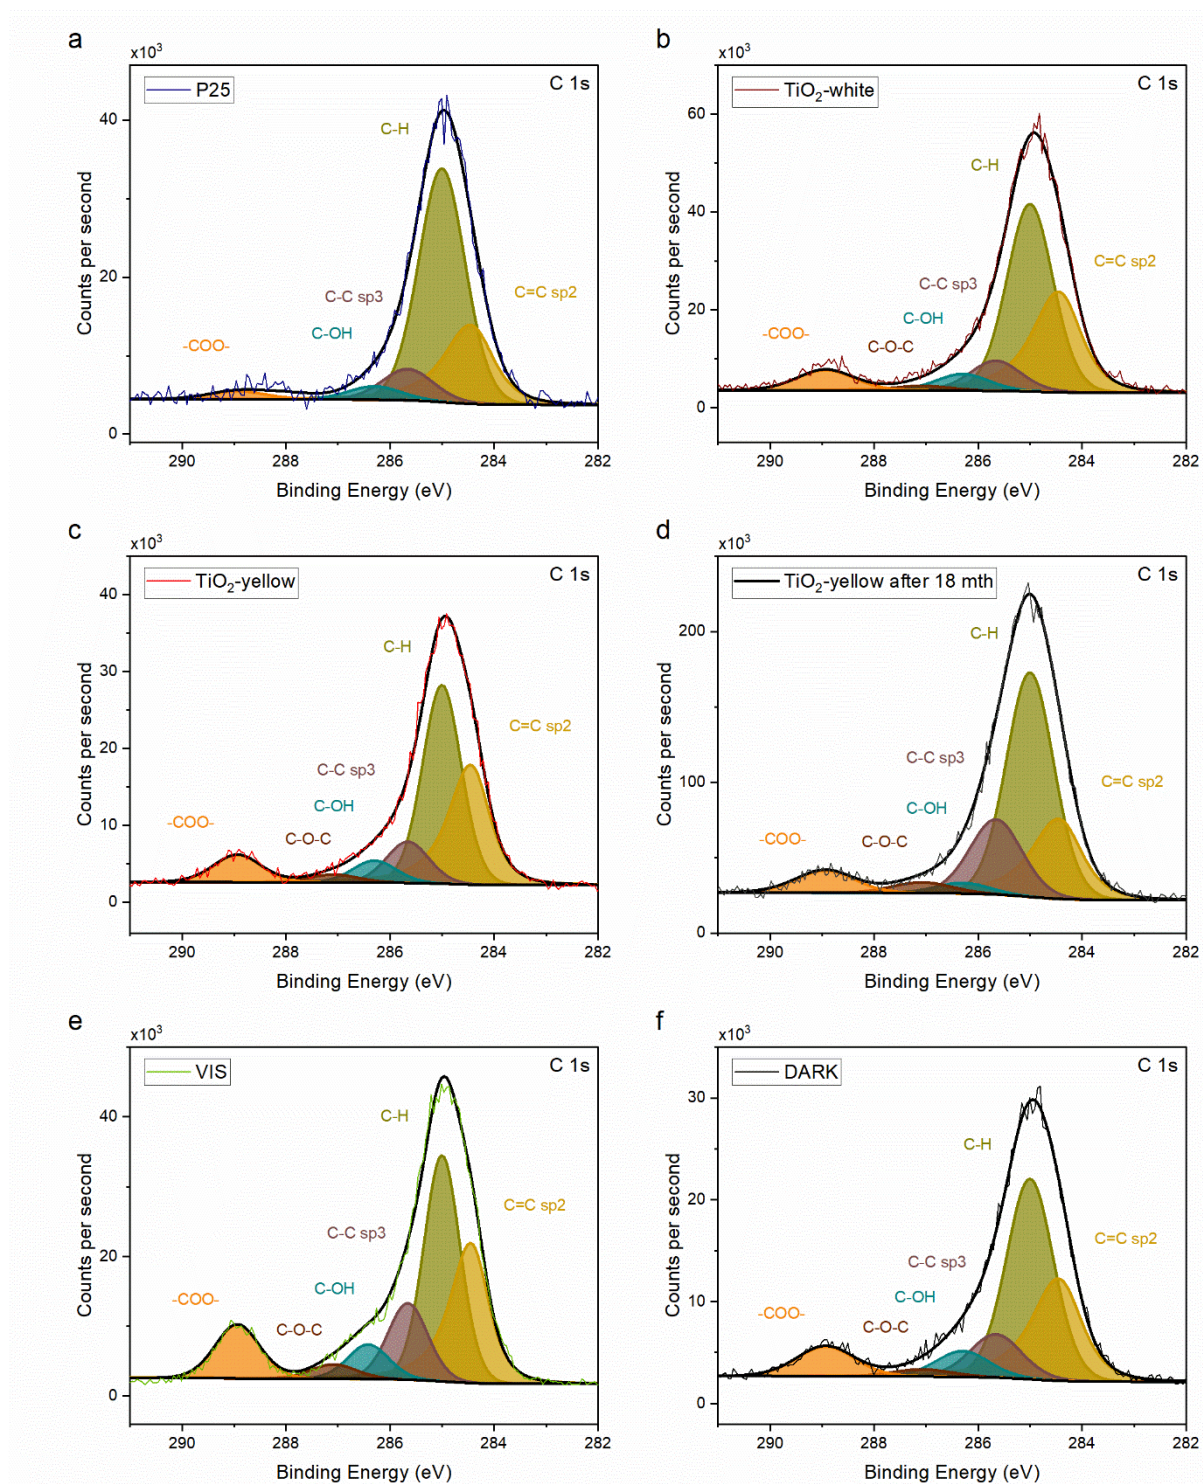 a
x10³
P25
C 1s
C-H
C=C sp2
C-C sp3
C-OH
-COO-
40
20
0
Counts per second
290 288 286 284 282
Binding Energy (eV)
b
x10³
TiO₂-white
C 1s
C-H
C=C sp2
C-C sp3
C-OH
-COO-
C-O-C
60
40
20
0
Counts per second
290 288 286 284 282
Binding Energy (eV)
c
x10³
TiO₂-yellow
C 1s
C-H
C=C sp2
C-C sp3
C-OH
-COO-
C-O-C
40
30
20
10
0
Counts per second
290 288 286 284 282
Binding Energy (eV)
d
x10³
TiO₂-yellow after 18 mth
C 1s
C-H
C-C sp3
C=C sp2
C-OH
-COO-
C-O-C
200
100
0
Counts per second
290 288 286 284 282
Binding Energy (eV)
e
x10³
VIS
C 1s
C-H
C=C sp2
C-C sp3
C-OH
-COO-
C-O-C
40
20
0
Counts per second
290 288 286 284 282
Binding Energy (eV)
f
x10³
DARK
C 1s
C-H
C=C sp2
C-C sp3
C-OH
-COO-
C-O-C
30
20
10
0
Counts per second
290 288 286 284 282
Binding Energy (eV)